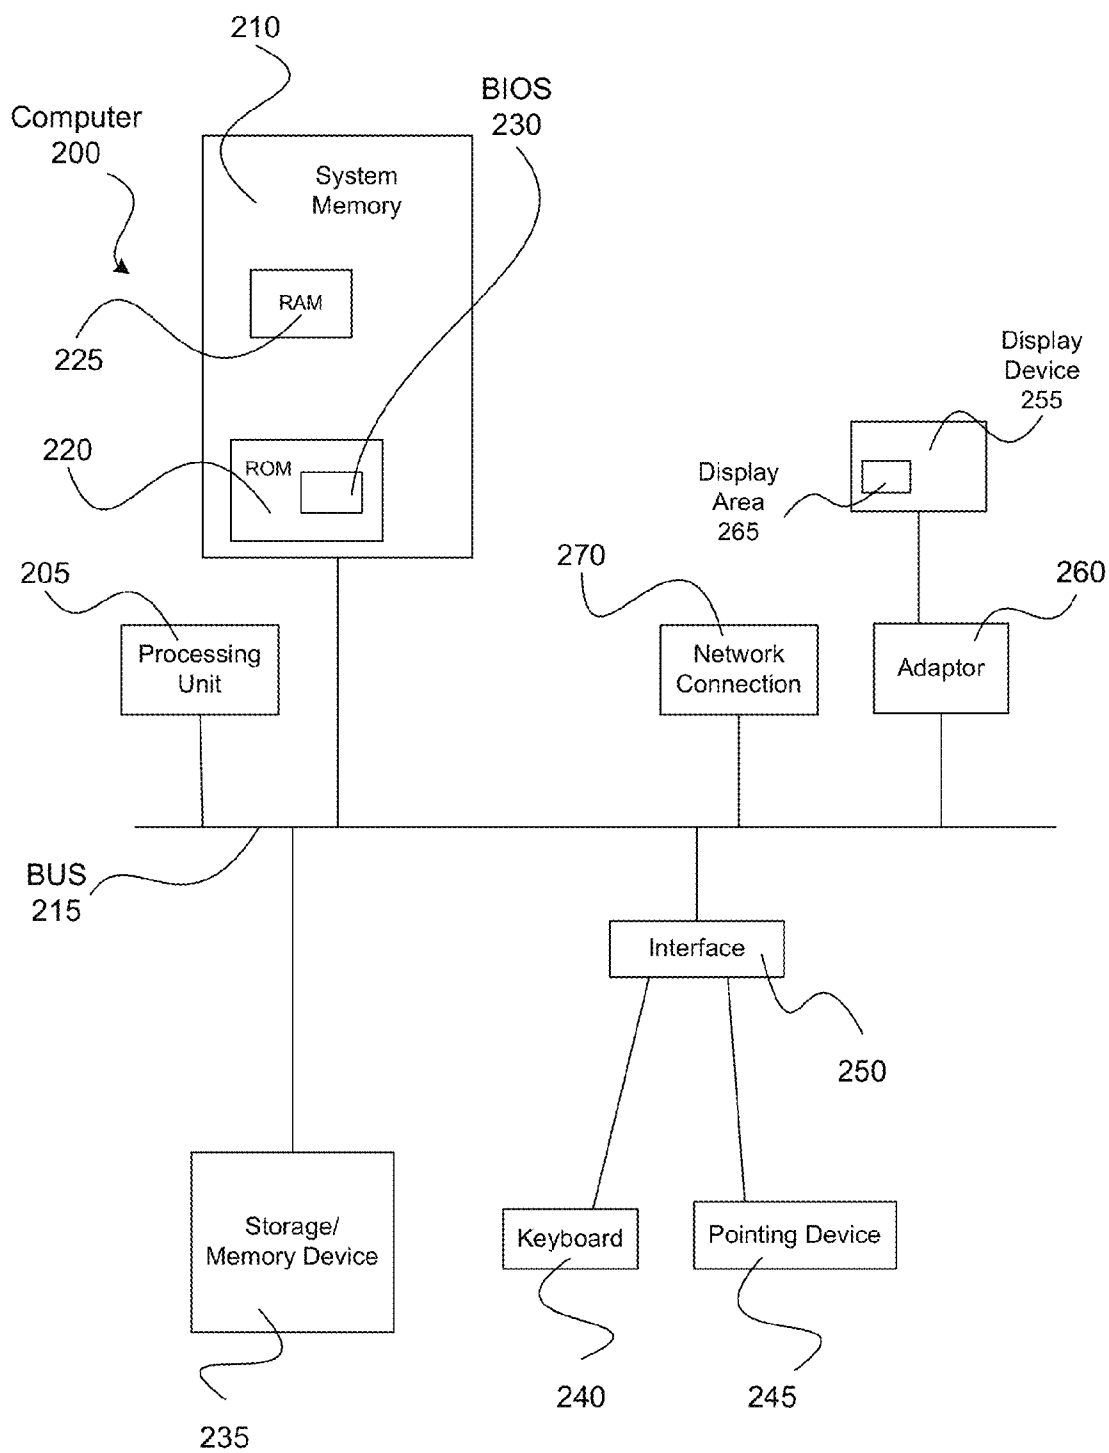 210
BIOS
230
Computer
200
System
Memory
RAM
225
Display
Device
255
220
ROM
Display
Area
265
270
205
260
Processing
Unit
Network
Connection
Adaptor
BUS
215
Interface
250
Storage/
Memory Device
Keyboard
Pointing Device
240
245
235